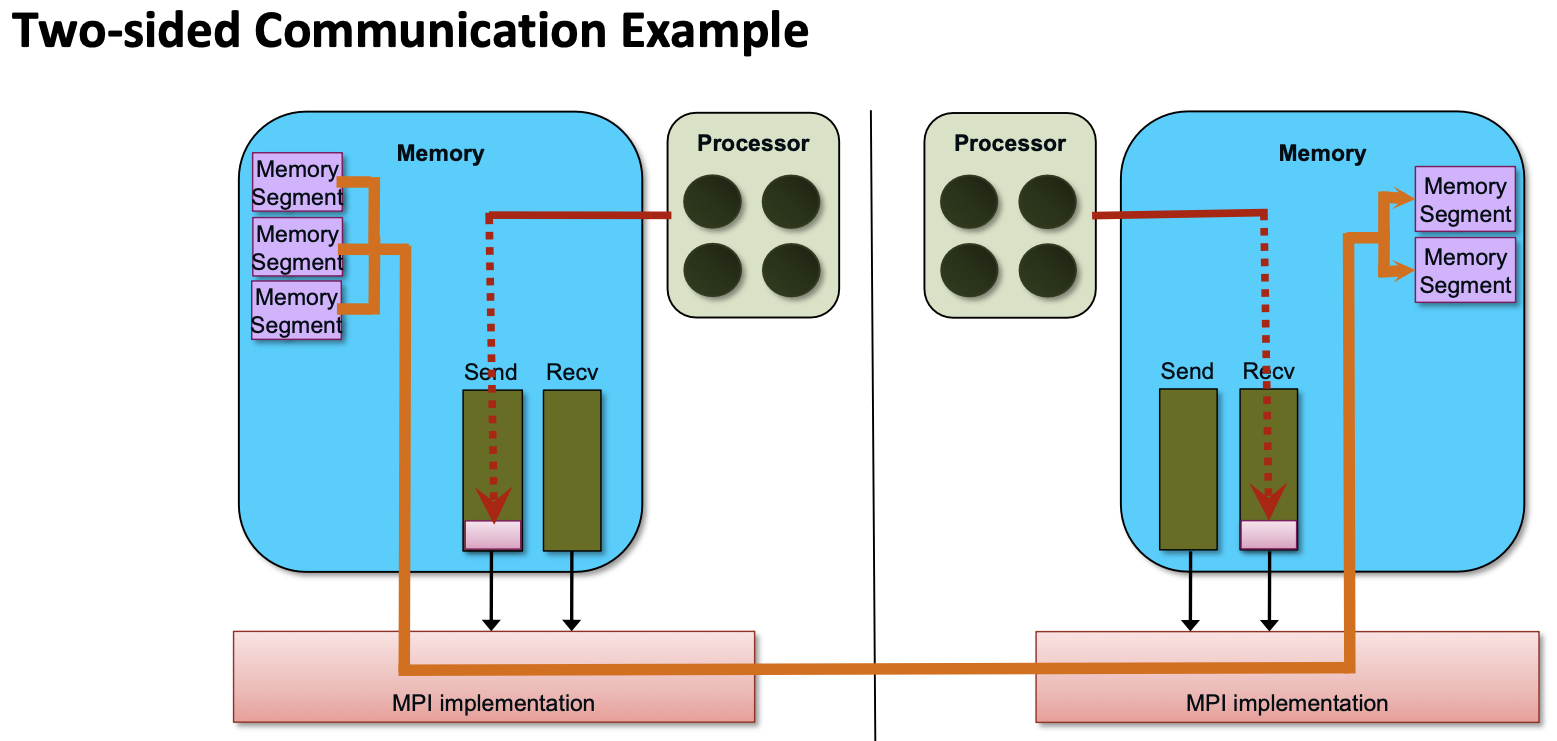 Two-sided Communication Example
Memory
Memory
Segment
Memory
Segment
Memory
Segment
Send
Recv
Processor
MPI implementation
Processor
Memory
Memory
Segment
Memory
Segment
Send
Recv
MPI implementation